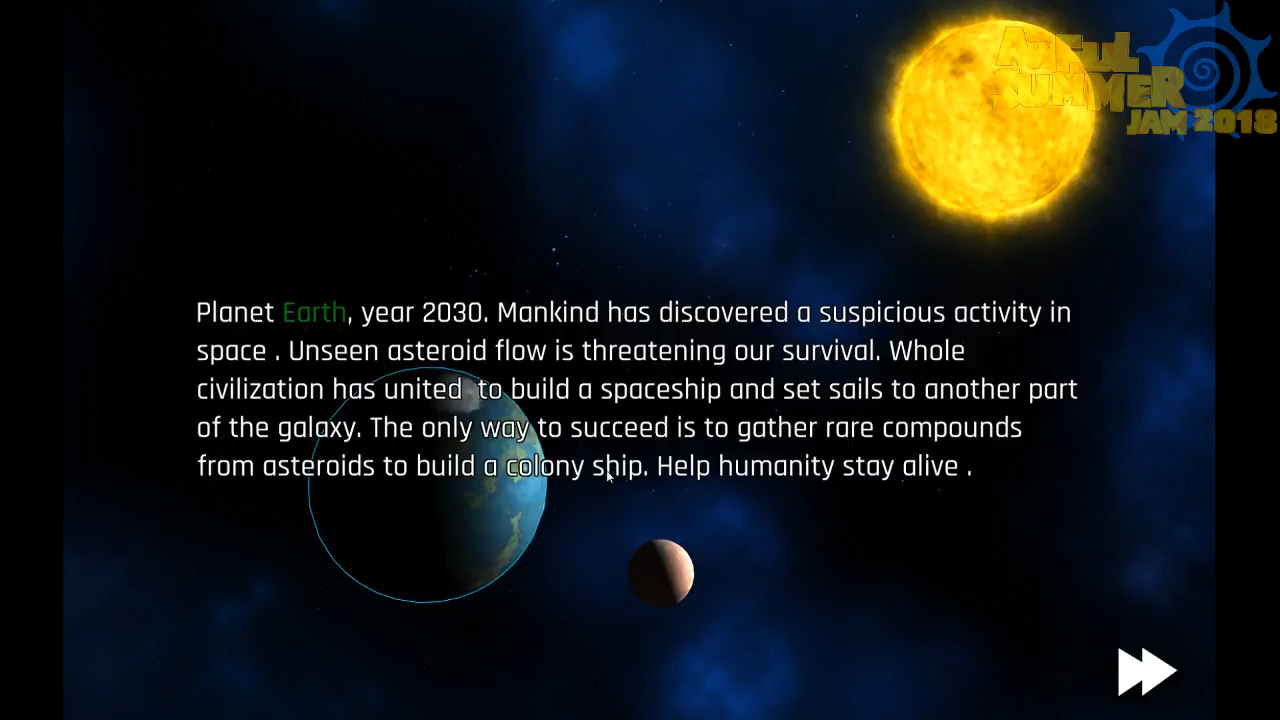 ARTFUL
SUMMER
JAM 2018
Planet Earth, year 2030. Mankind has discovered a suspicious activity in
space . Unseen asteroid flow is threatening our survival. Whole
civilization has united  to build a spaceship and set sails to another part
of the galaxy. The only way to succeed is to gather rare compounds
from asteroids to build a colony ship. Help humanity stay alive .